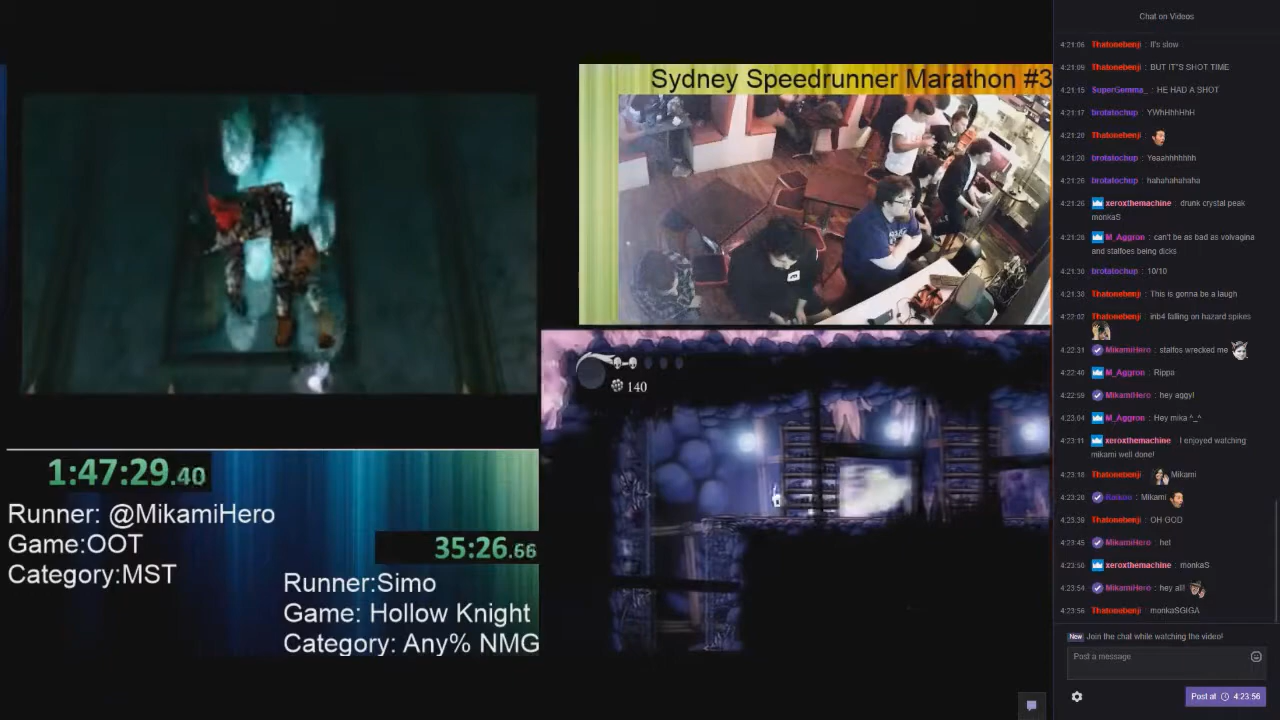 Sydney Speedrunner Marathon #3
140
1:47:29.40
Runner: @MikamiHero
Game:OOT
Category:MST
35:26.66
Runner:Simo
Game: Hollow Knight
Category: Any% NMG
Chat on Videos
4:21:06 Thatonebenji : It's slow
4:21:09 Thatonebenji : BUT IT"S SHOT TIME
4:21:15 SuperGemma_ : HE HAD A SHOT
4:21:17 brotatochup : YWhHhhHhH
4:21:20 Thatonebenji :
4:21:20 brotatochup : Yeaahhhhhh
4:21:26 brotatochup : hahahahahaha
4:21:26 xeroxthemachine : drunk crystal peak
monkaS
4:21:28 M_Aggron : can't be as bad as volvagina
and stalfoes being dicks
4:21:30 brotatochup : 10/10
4:21:30 Thatonebenji : This is gonna be a laugh
4:22:02 Thatonebenji : inb4 falling on hazard spikes
4:22:31 MikamiHero : stalfos wrecked me
4:22:40 M_Aggron : Rippa
4:22:59 MikamiHero : hey aggy!
4:23:04 M_Aggron : Hey mika ^_^
4:23:11 xeroxthemachine : I enjoyed watching
mikami well done!
4:23:18 Thatonebenji : Mikami
4:23:20 : Mikami
4:23:39 Thatonebenji : OH GOD
4:23:45 MikamiHero : het
4:23:50 xeroxthemachine : monkaS
4:23:54 MikamiHero : hey all!
4:23:56 Thatonebenji : monkaSGIGA
New Join the chat while watching the video!
Post a message
Post at 4:23:56